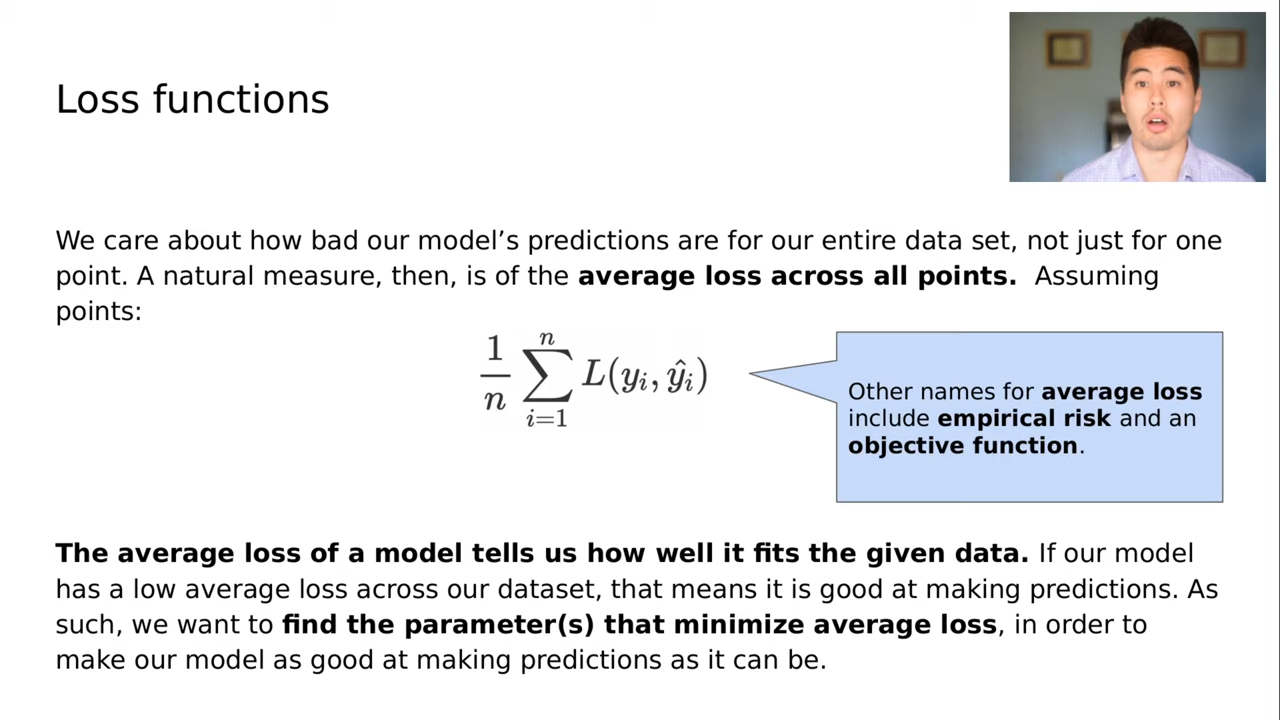 Loss functions
We care about how bad our model’s predictions are for our entire data set, not just for one
point. A natural measure, then, is of the average loss across all points.  Assuming
points:
\frac{1}{n} \sum_{i=1}^{n} L(y_i, \hat{y}_i)
Other names for average loss
include empirical risk and an
objective function.
The average loss of a model tells us how well it fits the given data. If our model
has a low average loss across our dataset, that means it is good at making predictions. As
such, we want to find the parameter(s) that minimize average loss, in order to
make our model as good at making predictions as it can be.